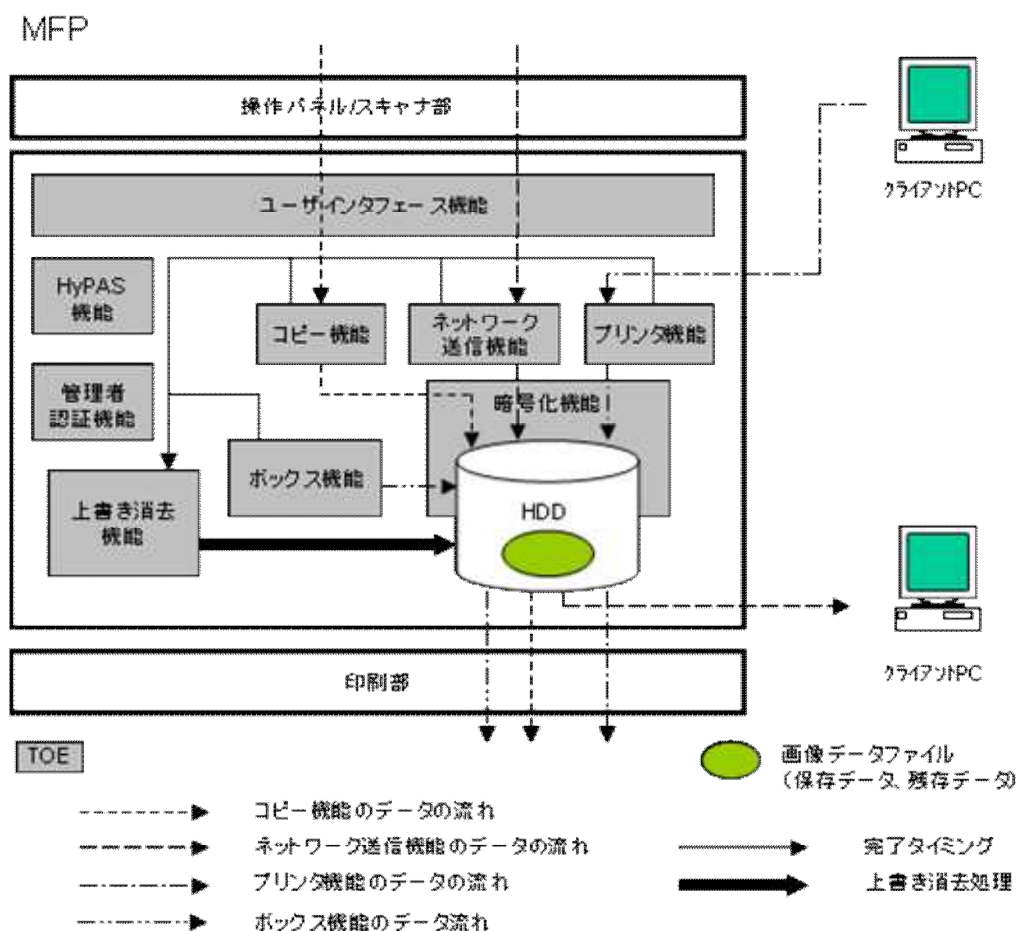 MFP
操作パネル/スキャナ部
クライアントPC
ユーザインタフェース機能
HyPAS
機能
コピー機能
ネットワーク
送信機能
プリンタ機能
管理者
認証機能
暗号化機能
ボックス機能
上書き消去
機能
HDD
クライアントPC
印刷部
TOE
画像データファイル
(保存データ、残存データ)
コピー機能のデータの流れ
ネットワーク送信機能のデータの流れ
完了タイミング
プリンタ機能のデータの流れ
上書き消去処理
ボックス機能のデータ流れ